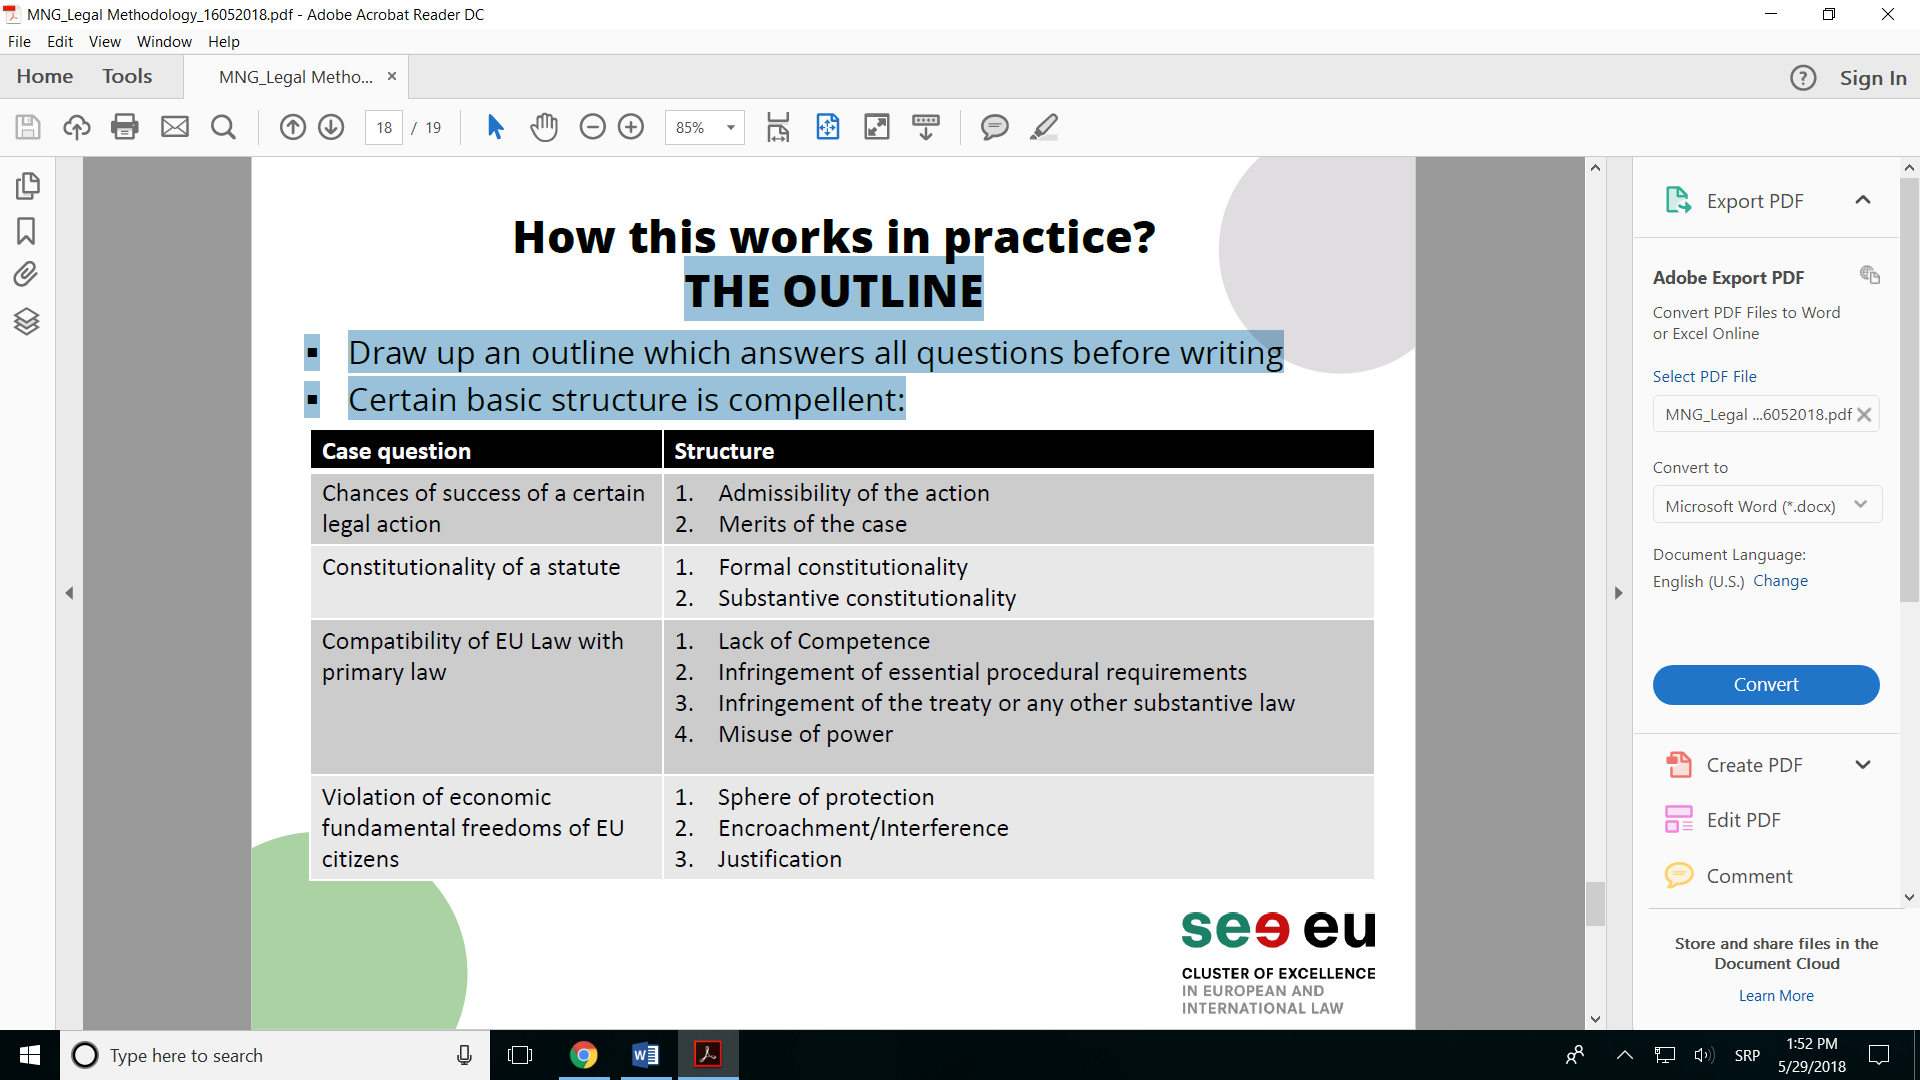 MNG_Legal Methodology_16052018.pdf - Adobe Acrobat Reader DC
File Edit View Window Help
Home Tools MNG_Legal Metho... ×
? Sign In
18 / 19 85%
How this works in practice?
THE OUTLINE
▪ Draw up an outline which answers all questions before writing
▪ Certain basic structure is compellent:
Case question Structure
Chances of success of a certain
legal action
1. Admissibility of the action
2. Merits of the case
Constitutionality of a statute
1. Formal constitutionality
2. Substantive constitutionality
Compatibility of EU Law with
primary law
1. Lack of Competence
2. Infringement of essential procedural requirements
3. Infringement of the treaty or any other substantive law
4. Misuse of power
Violation of economic
fundamental freedoms of EU
citizens
1. Sphere of protection
2. Encroachment/Interference
3. Justification
see eu
CLUSTER OF EXCELLENCE
IN EUROPEAN AND
INTERNATIONAL LAW
Export PDF
Adobe Export PDF
Convert PDF Files to Word
or Excel Online
Select PDF File
MNG_Legal ...6052018.pdf
Convert to
Microsoft Word (*.docx)
Document Language:
English (U.S.) Change
Convert
Create PDF
Edit PDF
Comment
Store and share files in the
Document Cloud
Learn More
Type here to search
SRP
1:52 PM
5/29/2018